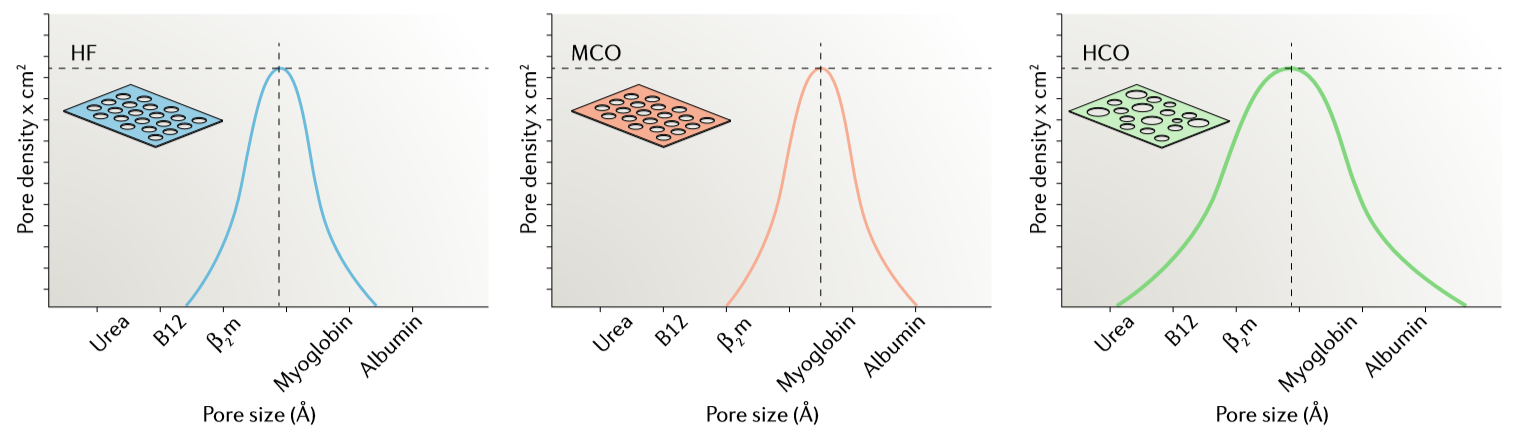 HF
Pore density x cm²
Urea
B12
β₂m
Myoglobin
Albumin
Pore size (Å)
MCO
Pore density x cm²
Urea
B12
β₂m
Myoglobin
Albumin
Pore size (Å)
HCO
Pore density x cm²
Urea
B12
β₂m
Myoglobin
Albumin
Pore size (Å)